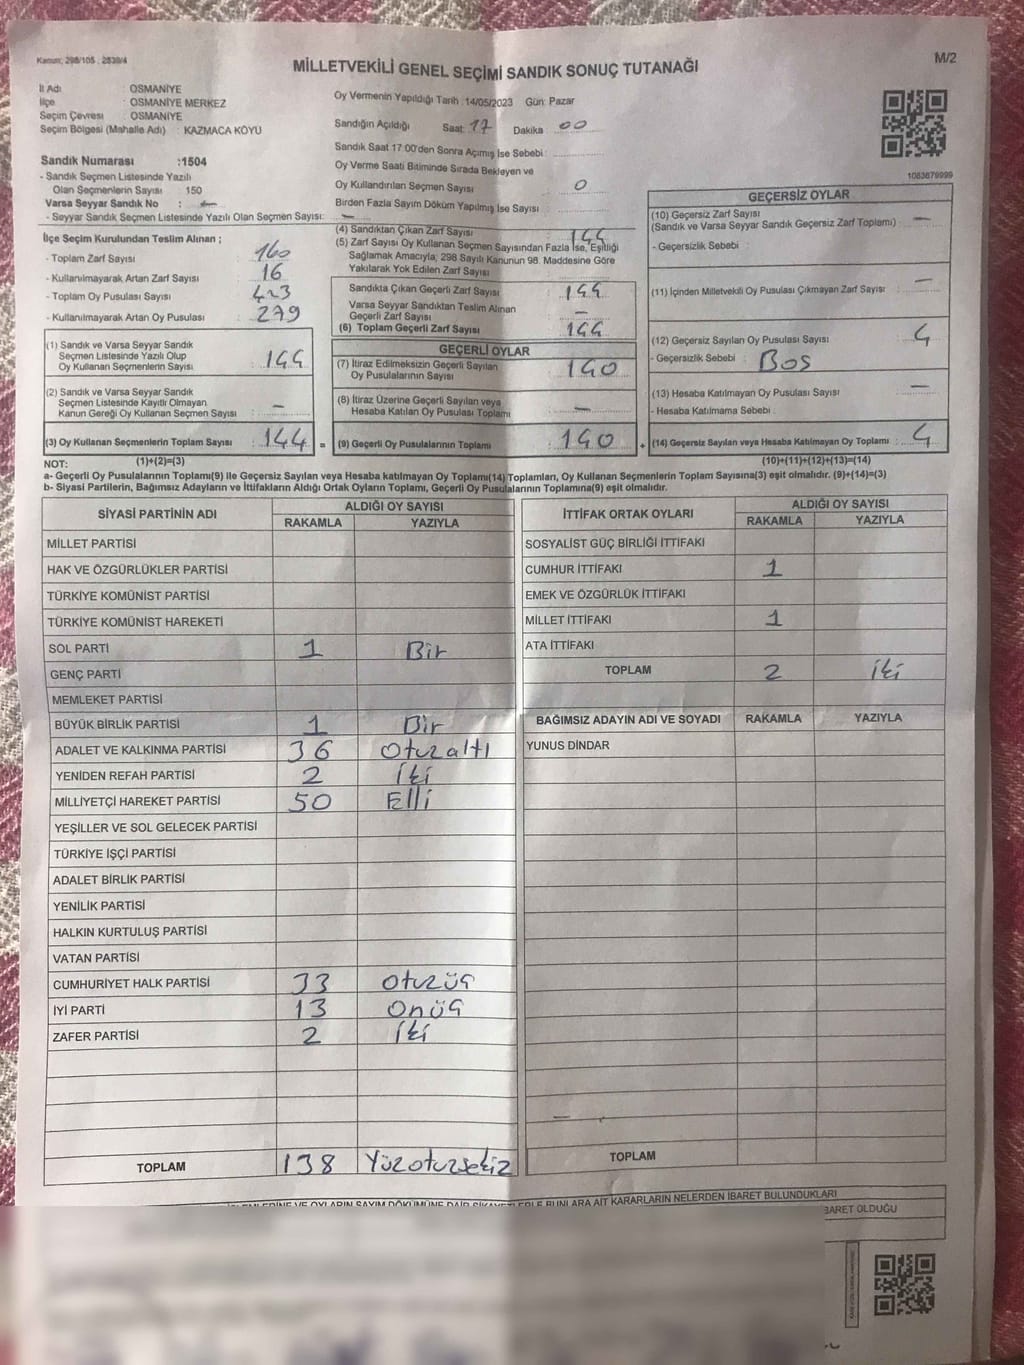 Kanun; 298/105 , 2839/4
M/2
MİLLETVEKİLİ GENEL SEÇİMİ SANDIK SONUÇ TUTANAĞI
İl Adı : OSMANİYE
İlçe : OSMANİYE MERKEZ
Seçim Çevresi : OSMANİYE
Seçim Bölgesi (Mahalle Adı) : KAZMACA KÖYÜ
Sandık Numarası :1504
- Sandık Seçmen Listesinde Yazılı
Olan Seçmenlerin Sayısı : 150
Varsa Seyyar Sandık No : —
- Seyyar Sandık Seçmen Listesinde Yazılı Olan Seçmen Sayısı: —
Oy Vermenin Yapıldığı Tarih :14/05/2023 Gün: Pazar
Sandığın Açıldığı Saat: 17 Dakika : 00
Sandık Saat 17:00'den Sonra Açımış İse Sebebi :
Oy Verme Saati Bitiminde Sırada Bekleyen ve
Oy Kullandırılan Seçmen Sayısı : 0
Birden Fazla Sayım Döküm Yapılmış İse Sayısı :
1083679999
İlçe Seçim Kurulundan Teslim Alınan ;
- Toplam Zarf Sayısı : 160
- Kullanılmayarak Artan Zarf Sayısı : 16
- Toplam Oy Pusulası Sayısı : 423
- Kullanılmayarak Artan Oy Pusulası : 279
(4) Sandıktan Çıkan Zarf Sayısı : 144
(5) Zarf Sayısı Oy Kullanan Seçmen Sayısından Fazla İse, Eşitliği
Sağlamak Amacıyla; 298 Sayılı Kanunun 98. Maddesine Göre
Yakılarak Yok Edilen Zarf Sayısı :
Sandıkta Çıkan Geçerli Zarf Sayısı : 144
Varsa Seyyar Sandıktan Teslim Alınan
Geçerli Zarf Sayısı : —
(6) Toplam Geçerli Zarf Sayısı : 144
GEÇERSİZ OYLAR
(10) Geçersiz Zarf Sayısı
(Sandık ve Varsa Seyyar Sandık Geçersiz Zarf Toplamı) : —
- Geçersizlik Sebebi :
(11) İçinden Milletvekili Oy Pusulası Çıkmayan Zarf Sayısı : —
(12) Geçersiz Sayılan Oy Pusulası Sayısı : 4
- Geçersizlik Sebebi : BOŞ
(13) Hesaba Katılmayan Oy Pusulası Sayısı : —
- Hesaba Katılmama Sebebi :
(1) Sandık ve Varsa Seyyar Sandık
Seçmen Listesinde Yazılı Olup
Oy Kullanan Seçmenlerin Sayısı : 144
(2) Sandık ve Varsa Seyyar Sandık
Seçmen Listesinde Kayıtlı Olmayan
Kanun Gereği Oy Kullanan Seçmen Sayısı : —
GEÇERLİ OYLAR
(7) İtiraz Edilmeksizin Geçerli Sayılan
Oy Pusulalarının Sayısı : 140
(8) İtiraz Üzerine Geçerli Sayılan veya
Hesaba Katılan Oy Pusulası Toplamı : —
(3) Oy Kullanan Seçmenlerin Toplam Sayısı : 144 = (9) Geçerli Oy Pusulalarının Toplamı : 140 + (14) Geçersiz Sayılan veya Hesaba Katılmayan Oy Toplamı : 4
NOT: (1)+(2)=(3)
(10)+(11)+(12)+(13)=(14)
a- Geçerli Oy Pusulalarının Toplamı(9) ile Geçersiz Sayılan veya Hesaba katılmayan Oy Toplamı(14) Toplamları, Oy Kullanan Seçmenlerin Toplam Sayısına(3) eşit olmalıdır. (9)+(14)=(3)
b- Siyasi Partilerin, Bağımsız Adayların ve İttifakların Aldığı Ortak Oyların Toplamı, Geçerli Oy Pusulalarının Toplamına(9) eşit olmalıdır.
SİYASİ PARTİNİN ADI ALDIĞI OY SAYISI
RAKAMLA YAZIYLA
MİLLET PARTİSİ
HAK VE ÖZGÜRLÜKLER PARTİSİ
TÜRKİYE KOMÜNİST PARTİSİ
TÜRKİYE KOMÜNİST HAREKETİ
SOL PARTİ 1 Bir
GENÇ PARTİ
MEMLEKET PARTİSİ
BÜYÜK BİRLİK PARTİSİ 1 Bir
ADALET VE KALKINMA PARTİSİ 36 Otuzaltı
YENİDEN REFAH PARTİSİ 2 İki
MİLLİYETÇİ HAREKET PARTİSİ 50 Elli
YEŞİLLER VE SOL GELECEK PARTİSİ
TÜRKİYE İŞÇİ PARTİSİ
ADALET BİRLİK PARTİSİ
YENİLİK PARTİSİ
HALKIN KURTULUŞ PARTİSİ
VATAN PARTİSİ
CUMHURİYET HALK PARTİSİ 33 Otuzüç
İYİ PARTİ 13 Onüç
ZAFER PARTİSİ 2 İki
TOPLAM 138 Yüzotuzsekiz
İTTİFAK ORTAK OYLARI ALDIĞI OY SAYISI
RAKAMLA YAZIYLA
SOSYALİST GÜÇ BİRLİĞİ İTTİFAKI
CUMHUR İTTİFAKI 1
EMEK VE ÖZGÜRLÜK İTTİFAKI
MİLLET İTTİFAKI 1
ATA İTTİFAKI
TOPLAM 2 İki
BAĞIMSIZ ADAYIN ADI VE SOYADI RAKAMLA YAZIYLA
YUNUS DİNDAR
TOPLAM
OYLARIN SAYIM DÖKÜMÜNE DAİR ŞİKAYETLERLE BUNLARA AİT KARARLARIN NELERDEN İBARET BULUNDUKLARI
İBARET OLDUĞU